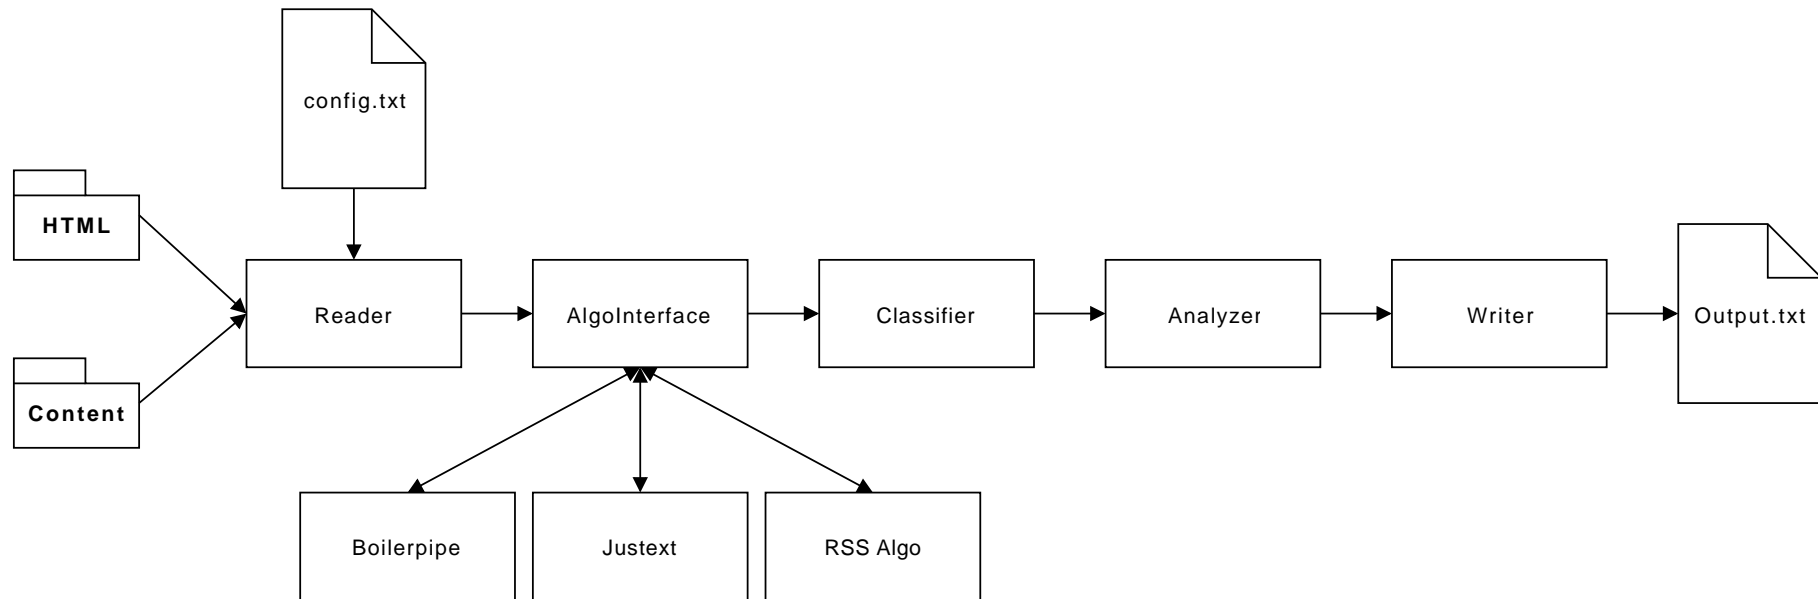 config.txt
HTML
Content
Reader
AlgoInterface
Classifier
Analyzer
Writer
Output.txt
Boilerpipe
Justext
RSS Algo